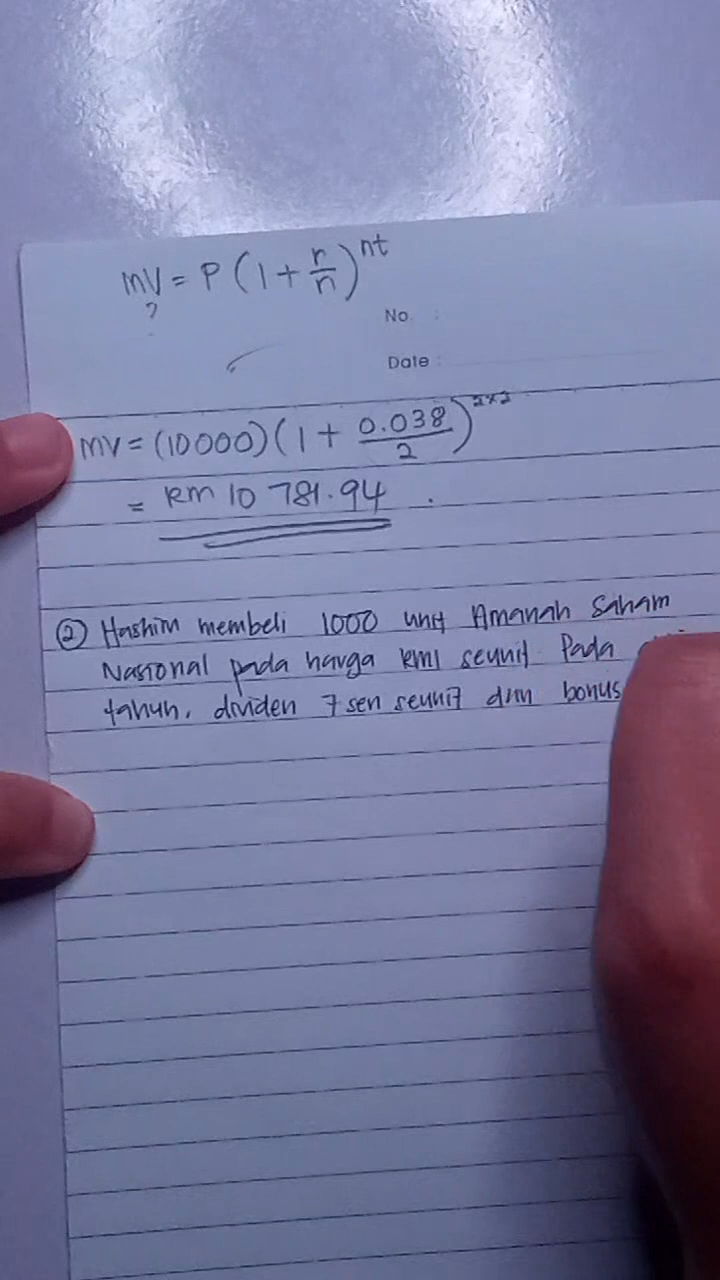 MV = P(1 + r/n)^nt
?
No. :
Date :
MV = (10000)(1 + 0.038/2)^2×2
= RM 10 781.94
② Hashim membeli 1000 unit Amanah Saham
Nasional pada harga RM1 seunit. Pada
tahun, dividen 7 sen seunit dan bonus